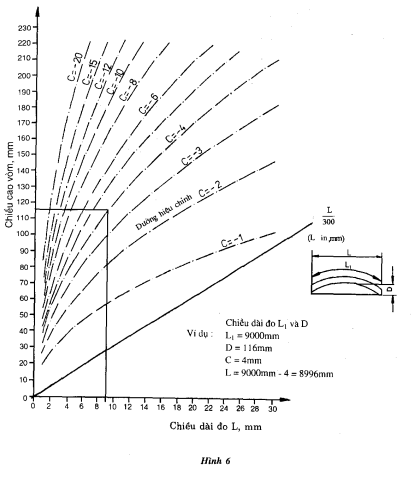 Chiều cao vóm, mm
230
220
210
200
190
180
170
160
150
140
130
120
110
100
90
80
70
60
50
40
30
20
10
0
C=-20
C=-15
C=-12
C=-10
C=-8
C=-6
C=-4
C=-3
C=-2
Đường hiệu chỉnh
C=-1
L
300
(L in mm)
L
L₁
D
Chiều dài đo L₁ và D
Ví dụ : L₁ = 9000mm
D = 116mm
C = 4mm
L = 9000mm - 4 = 8996mm
0 2 4 6 8 10 12 14 16 18 20 22 24 26 28 30
Chiều dài đo L, mm
Hình 6